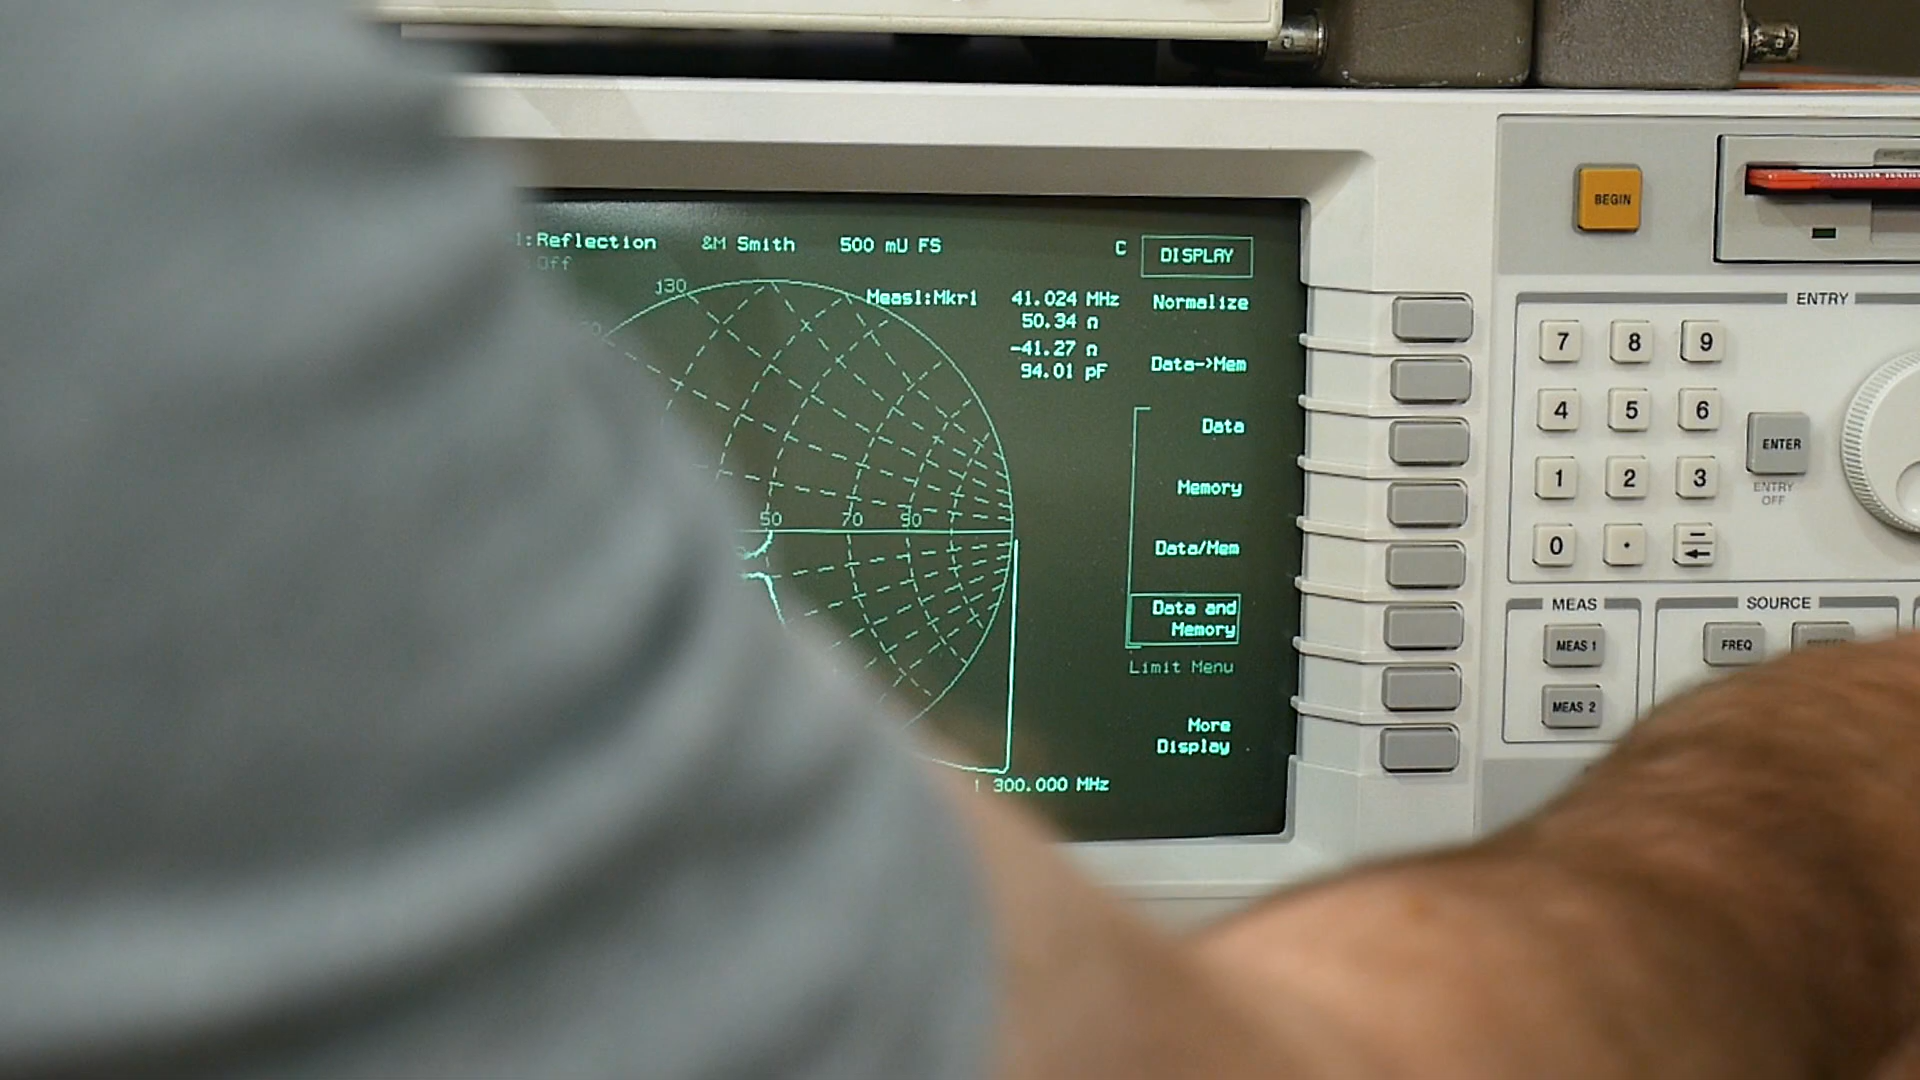 1:Reflection &M Smith 500 mU FS C
:Off
130
Meas1:Mkr1 41.024 MHz
50.34 Ω
-41.27 Ω
94.01 pF
50 70 90
300.000 MHz
DISPLAY
Normalize
Data->Mem
Data
Memory
Data/Mem
Data and
Memory
Limit Menu
More
Display
BEGIN
ENTRY
7 8 9
4 5 6
ENTER
1 2 3
ENTRY
OFF
0 .
MEAS SOURCE
MEAS 1 FREQ
MEAS 2